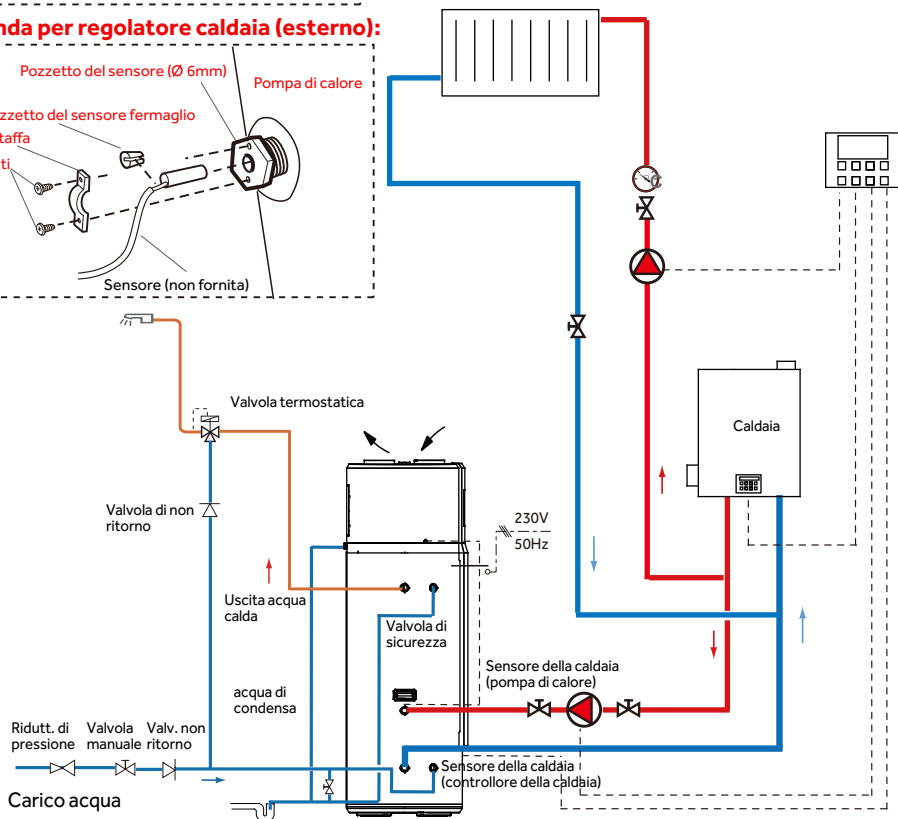 nda per regolatore caldaia (esterno):
Pozzetto del sensore (Ø 6mm)
Pompa di calore
zzetto del sensore fermaglio
taffa
ti
Sensore (non fornita)
Valvola termostatica
Caldaia
Valvola di non
ritorno
230V
50Hz
Uscita acqua
calda
Valvola di
sicurezza
Sensore della caldaia
(pompa di calore)
acqua di
condensa
Ridutt. di
pressione
Valvola
manuale
Valv. non
ritorno
Sensore della caldaia
(controllore della caldaia)
Carico acqua